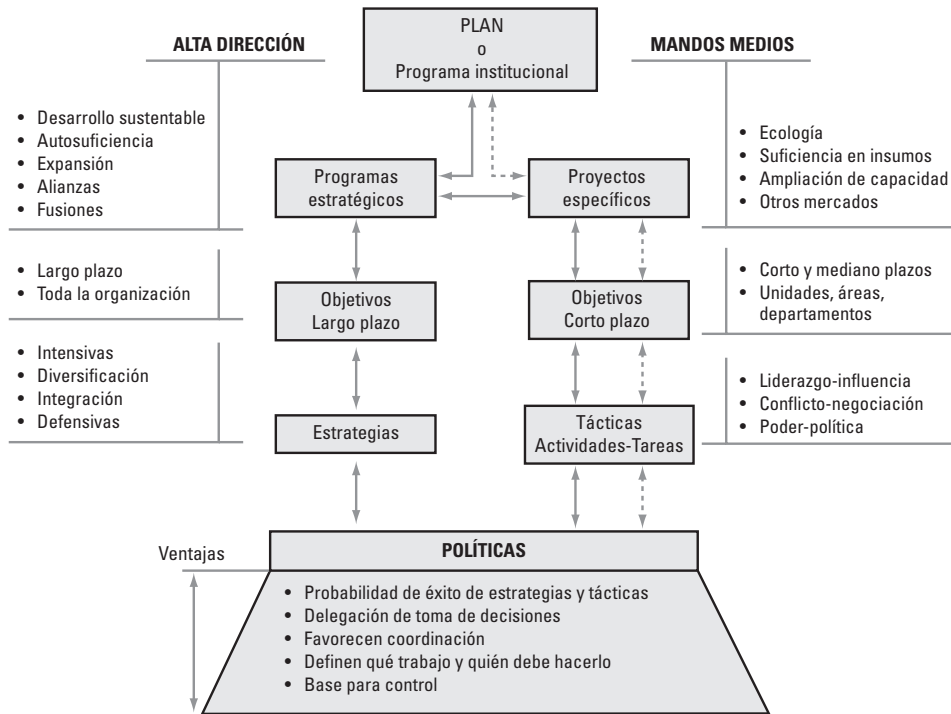 PLAN
o
Programa institucional
ALTA DIRECCIÓN
MANDOS MEDIOS
• Desarrollo sustentable
• Autosuficiencia
• Expansión
• Alianzas
• Fusiones
Programas
estratégicos
Proyectos
específicos
• Ecología
• Suficiencia en insumos
• Ampliación de capacidad
• Otros mercados
• Largo plazo
• Toda la organización
Objetivos
Largo plazo
Objetivos
Corto plazo
• Corto y mediano plazos
• Unidades, áreas,
departamentos
• Intensivas
• Diversificación
• Integración
• Defensivas
Estrategias
Tácticas
Actividades-Tareas
• Liderazgo-influencia
• Conflicto-negociación
• Poder-política
Ventajas
POLÍTICAS
• Probabilidad de éxito de estrategias y tácticas
• Delegación de toma de decisiones
• Favorecen coordinación
• Definen qué trabajo y quién debe hacerlo
• Base para control